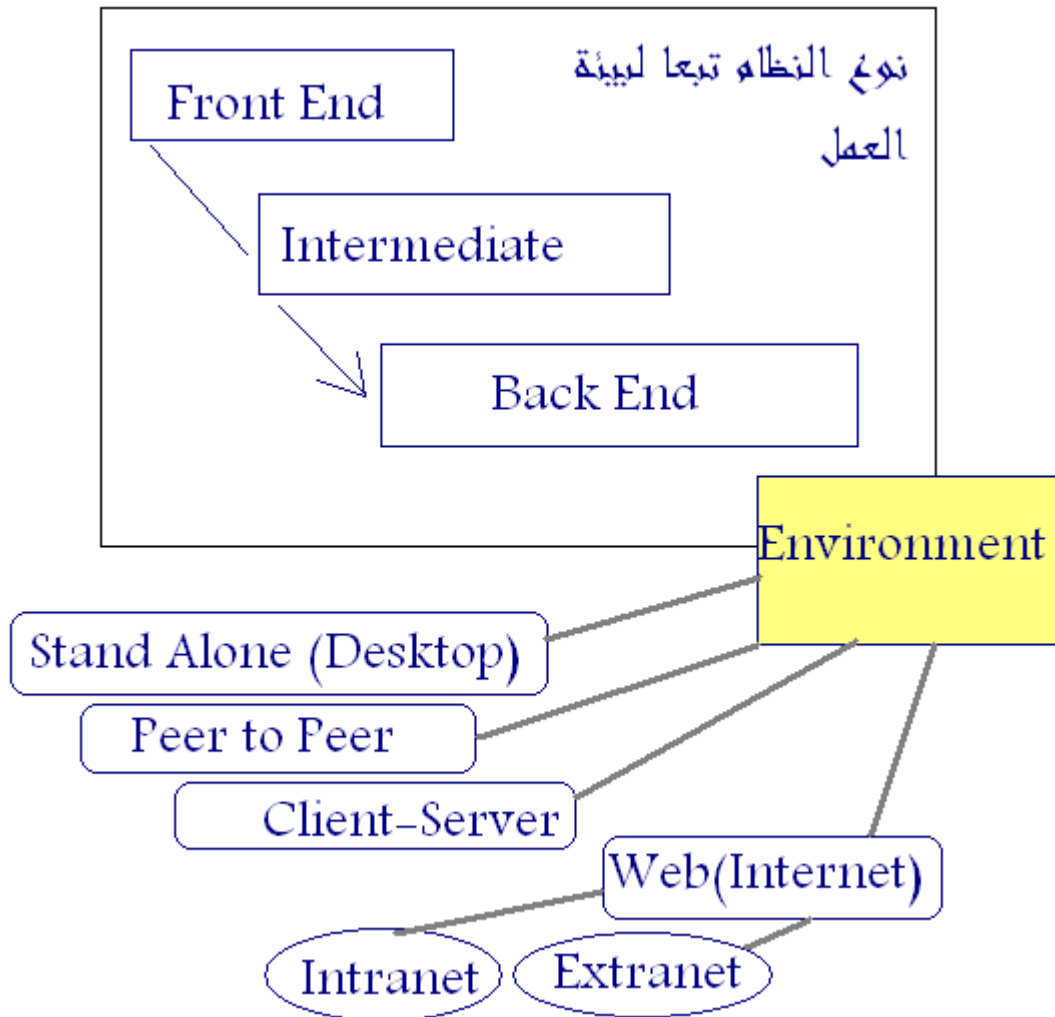 نوع النظام تبعا لبيئة
العمل
Front End
Intermediate
Back End
Environment
Stand Alone (Desktop)
Peer to Peer
Client-Server
Web(Internet)
Intranet
Extranet